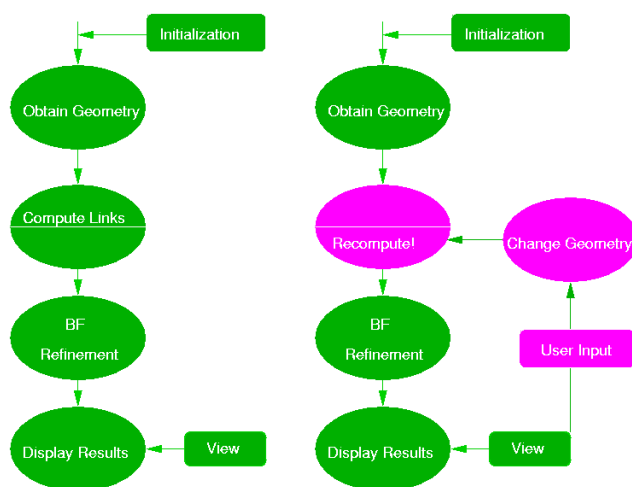 Initialization
Obtain Geometry
Compute Links
BF
Refinement
Display Results
View
Initialization
Obtain Geometry
Recompute!
Change Geometry
BF
Refinement
User Input
Display Results
View